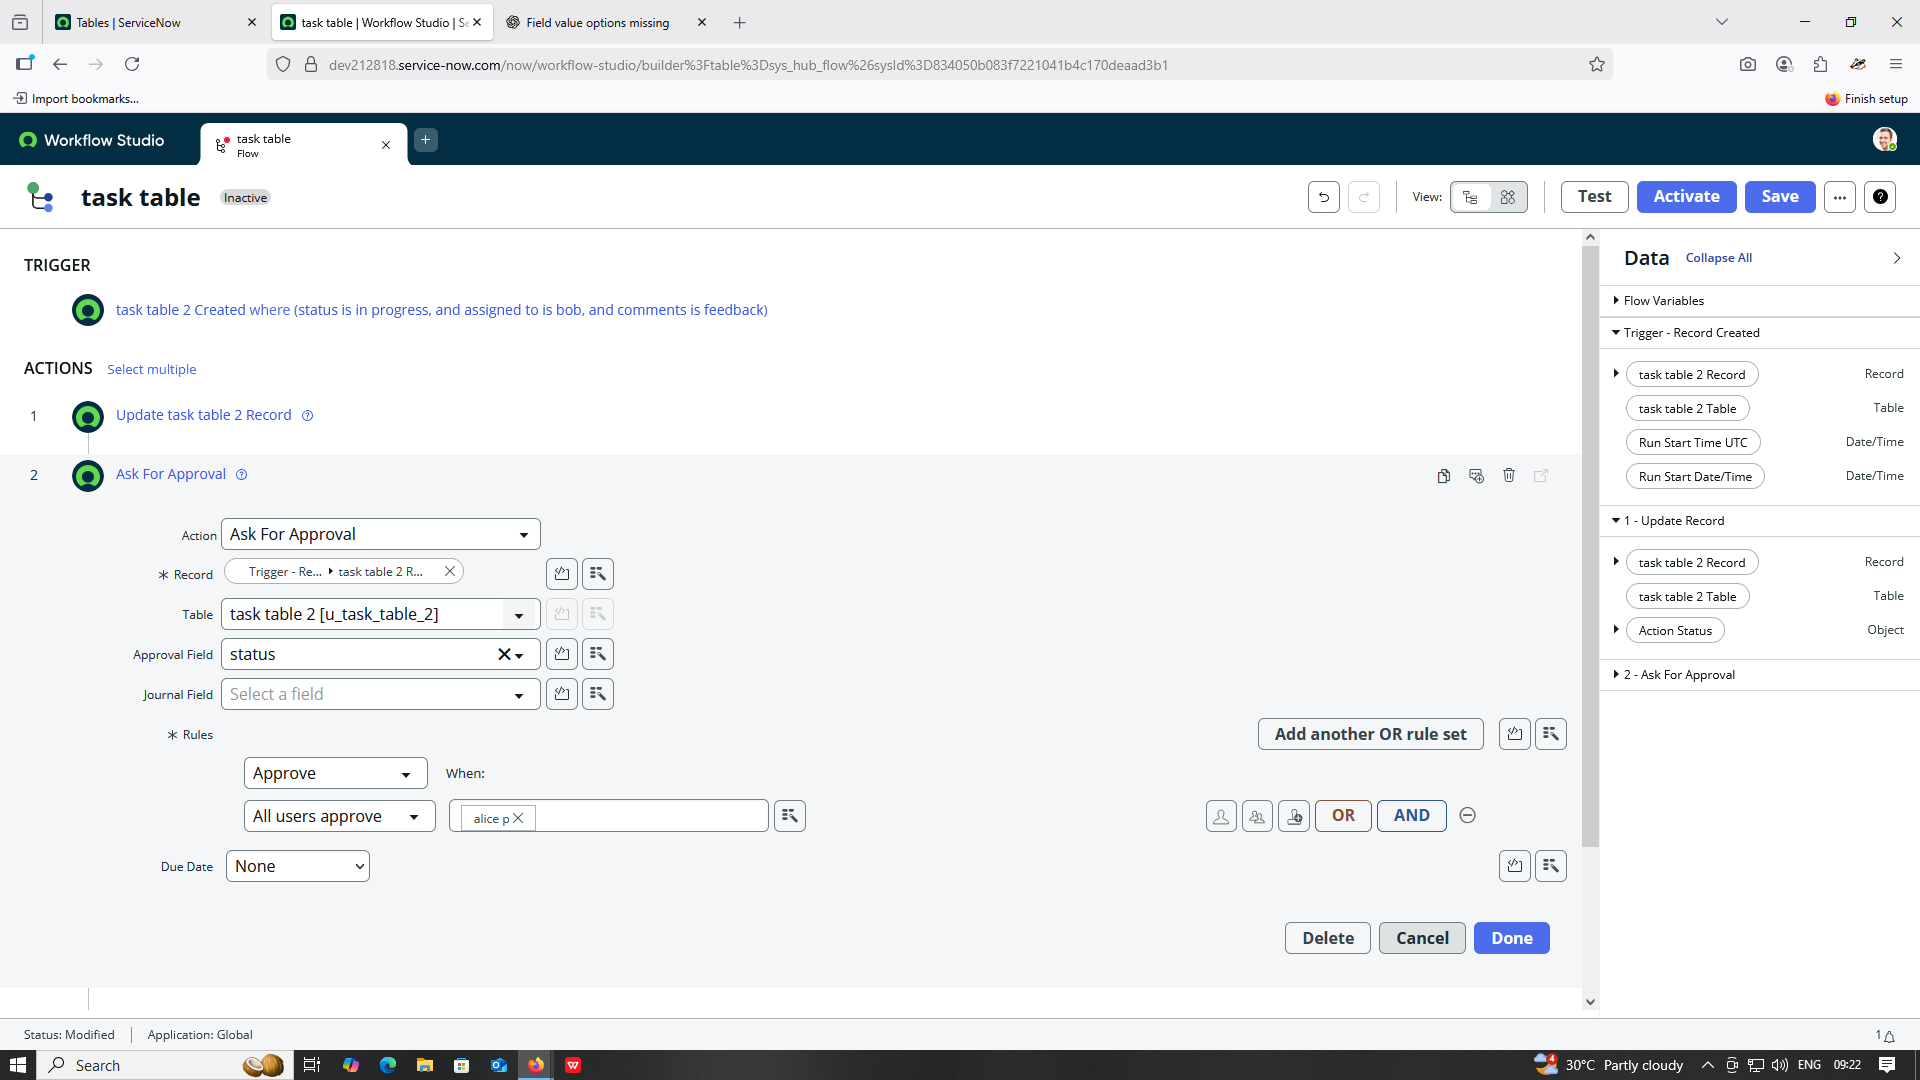 Tables | ServiceNow
task table | Workflow Studio | Se
Field value options missing
dev212818.service-now.com/now/workflow-studio/builder%3Ftable%3Dsys_hub_flow%26sysId%3D834050b083f7221041b4c170deaad3b1
Import bookmarks...
Finish setup
Workflow Studio
task table
Flow
task table
Inactive
View:
Test
Activate
Save
TRIGGER
task table 2 Created where (status is in progress, and assigned to is bob, and comments is feedback)
ACTIONS
Select multiple
1
Update task table 2 Record
2
Ask For Approval
Action
Ask For Approval
* Record
Trigger - Re...
task table 2 R...
Table
task table 2 [u_task_table_2]
Approval Field
status
Journal Field
Select a field
* Rules
Add another OR rule set
Approve
When:
All users approve
alice p
OR
AND
Due Date
None
Delete
Cancel
Done
Data
Collapse All
Flow Variables
Trigger - Record Created
task table 2 Record
Record
task table 2 Table
Table
Run Start Time UTC
Date/Time
Run Start Date/Time
Date/Time
1 - Update Record
task table 2 Record
Record
task table 2 Table
Table
Action Status
Object
2 - Ask For Approval
Status: Modified
Application: Global
1
Search
4
30°C Partly cloudy
ENG
09:22